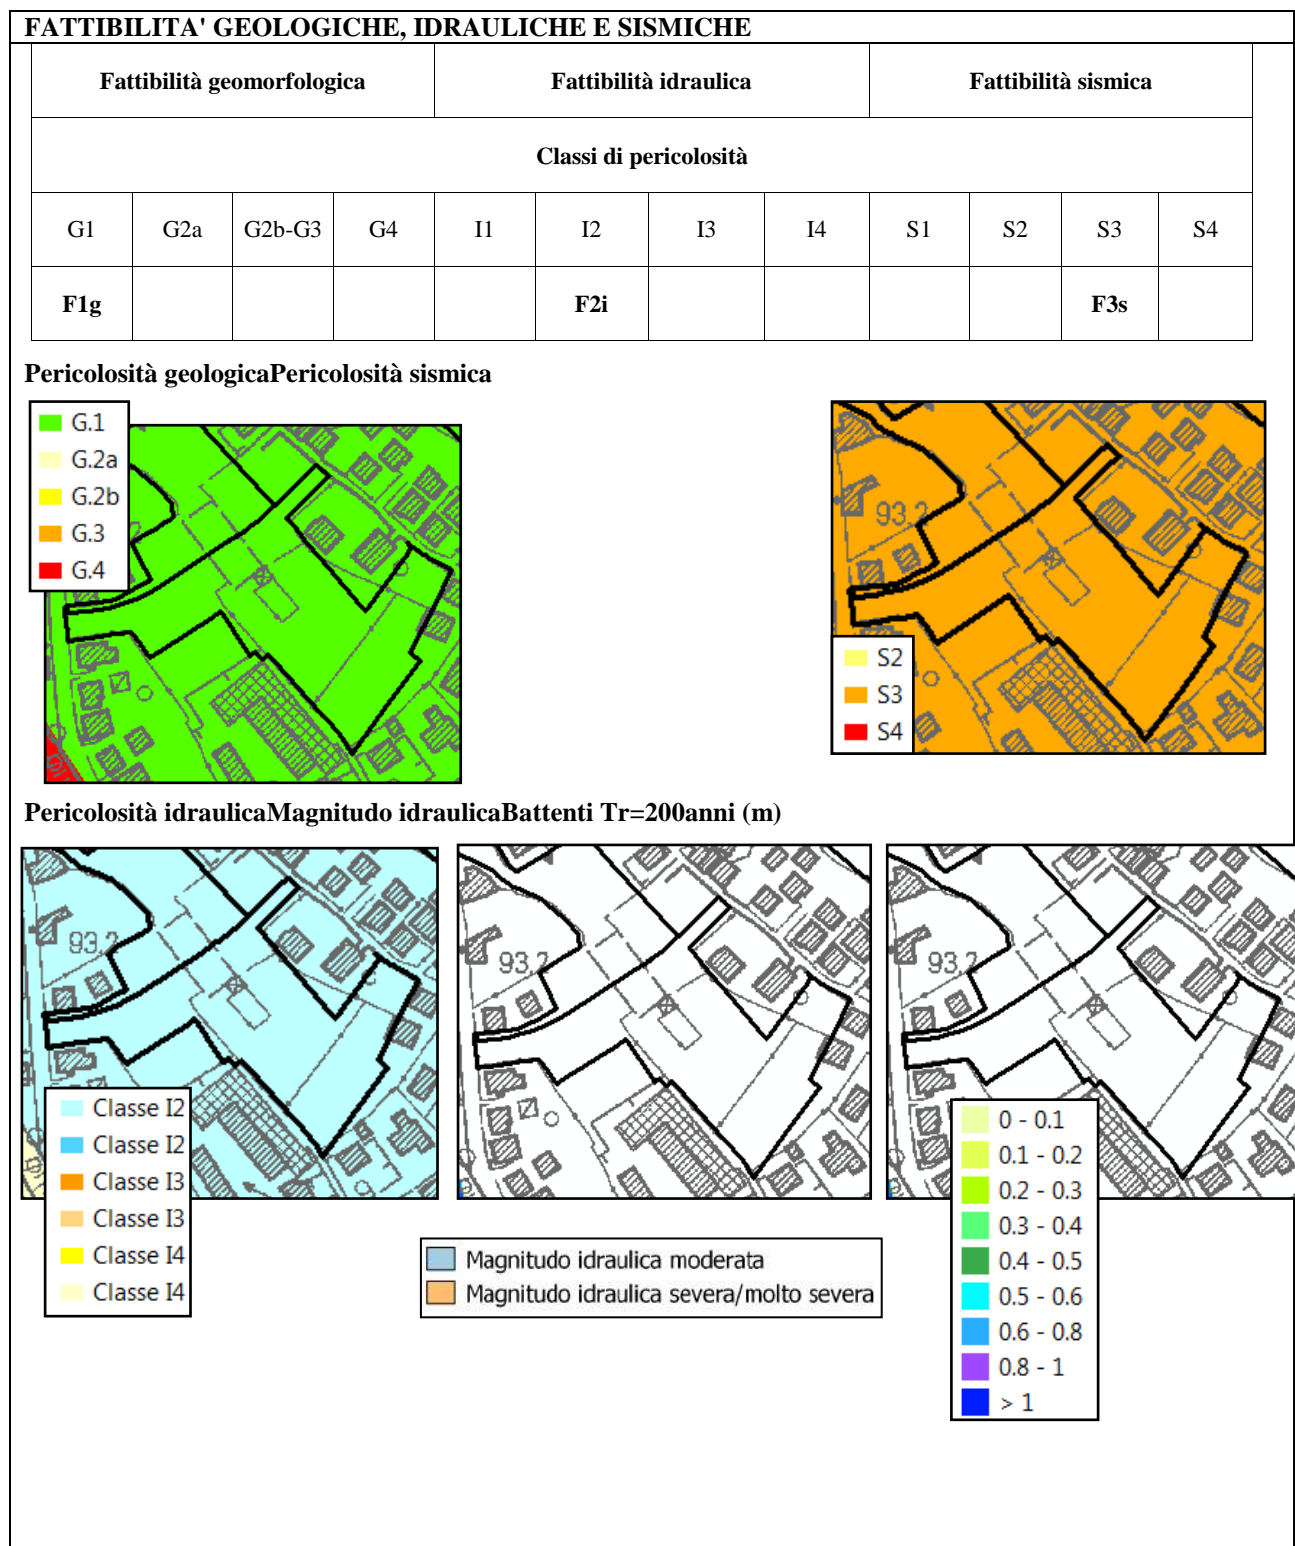 FATTIBILITA' GEOLOGICHE, IDRAULICHE E SISMICHE
Fattibilità geomorfologica Fattibilità idraulica Fattibilità sismica
Classi di pericolosità
G1 G2a G2b-G3 G4 I1 I2 I3 I4 S1 S2 S3 S4
F1g F2i F3s
Pericolosità geologicaPericolosità sismica
G.1
G.2a
G.2b
G.3
G.4
93.2
S2
S3
S4
Pericolosità idraulicaMagnitudo idraulicaBattenti Tr=200anni (m)
93.2
Classe I2
Classe I2
Classe I3
Classe I3
Classe I4
Classe I4
93.2
Magnitudo idraulica moderata
Magnitudo idraulica severa/molto severa
93.2
0 - 0.1
0.1 - 0.2
0.2 - 0.3
0.3 - 0.4
0.4 - 0.5
0.5 - 0.6
0.6 - 0.8
0.8 - 1
> 1